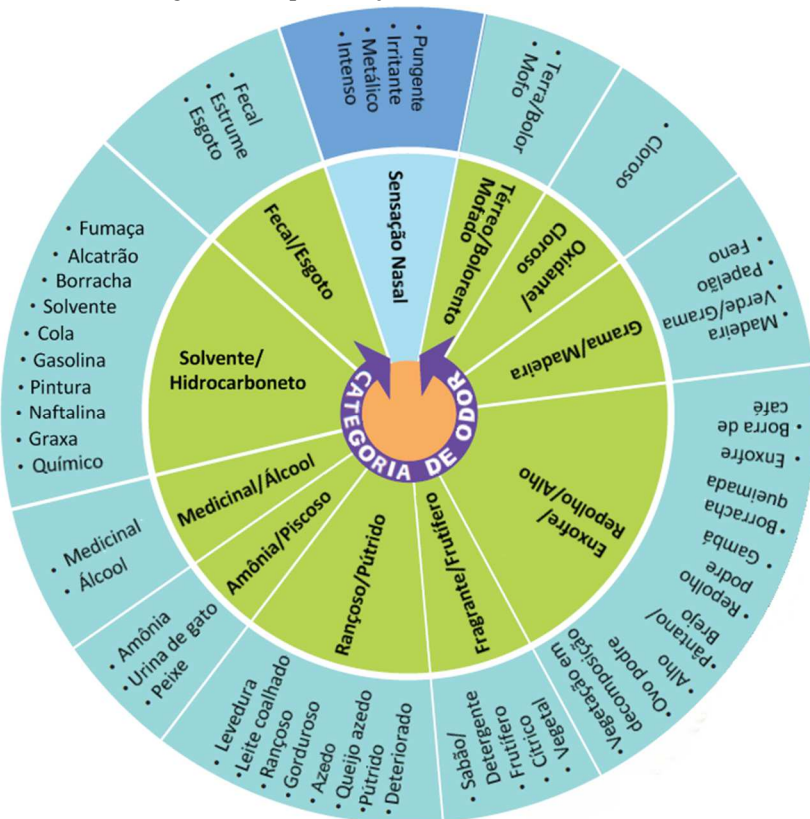 CATEGORIA DE ODOR
Sensação Nasal
• Pungente
• Irritante
• Metálico
• Intenso
Térreo/Bolorento
Mofado
• Terra/Bolor
• Mofo
Oxidante/
Cloroso
• Cloroso
Grama/Madeira
• Feno
• Papelão
• Verde/Grama
• Madeira
Enxofre/
Repolho/Alho
• Borra de
café
• Enxofre
• Borracha
queimada
• Gambá
• Repolho
podre
• Pântano/
Brejo
• Alho
• Ovo podre
• Vegetação em
decomposição
Fragrante/Frutífero
• Vegetal
• Cítrico
• Frutífero
• Sabão/
Detergente
Rançoso/Pútrido
• Levedura
• Leite coalhado
• Rançoso
• Gorduroso
• Azedo
• Queijo azedo
• Pútrido
• Deteriorado
Amônia/Piscoso
• Amônia
• Urina de gato
• Peixe
Medicinal/Álcool
• Medicinal
• Álcool
Solvente/
Hidrocarboneto
• Fumaça
• Alcatrão
• Borracha
• Solvente
• Cola
• Gasolina
• Pintura
• Naftalina
• Graxa
• Químico
Fecal/Esgoto
• Fecal
• Estrume
• Esgoto